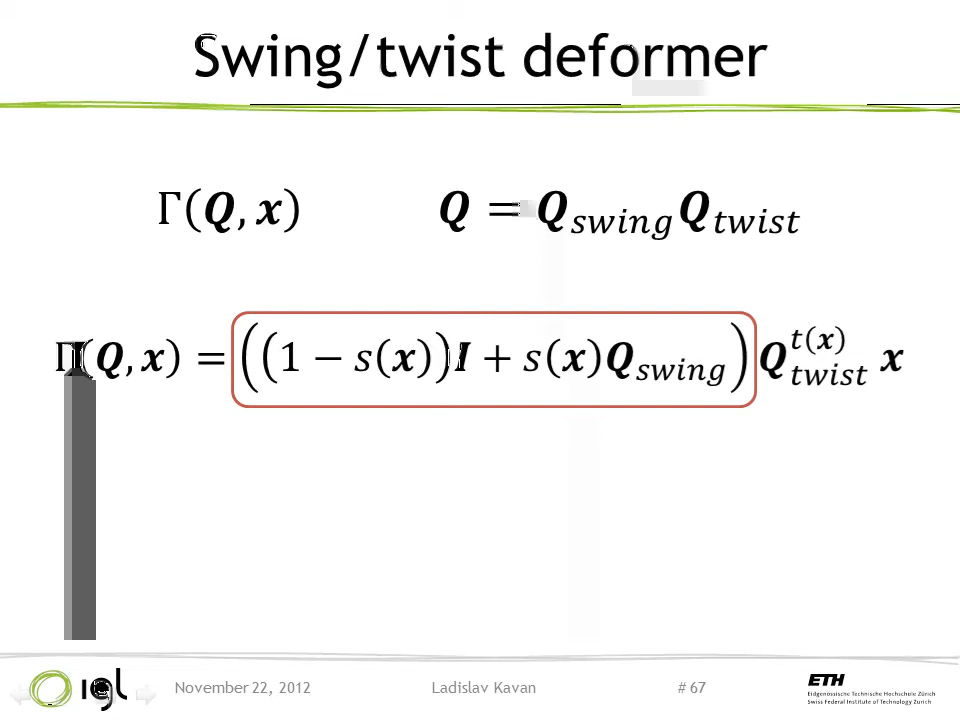 Swing/twist deformer
Γ(Q, x) Q = Q_swing Q_twist
Γ(Q, x) = ((1 − s(x))I + s(x)Q_swing) Q_twist^t(x) x
igl November 22, 2012 Ladislav Kavan # 67 ETH
Eidgenössische Technische Hochschule Zürich
Swiss Federal Institute of Technology Zurich